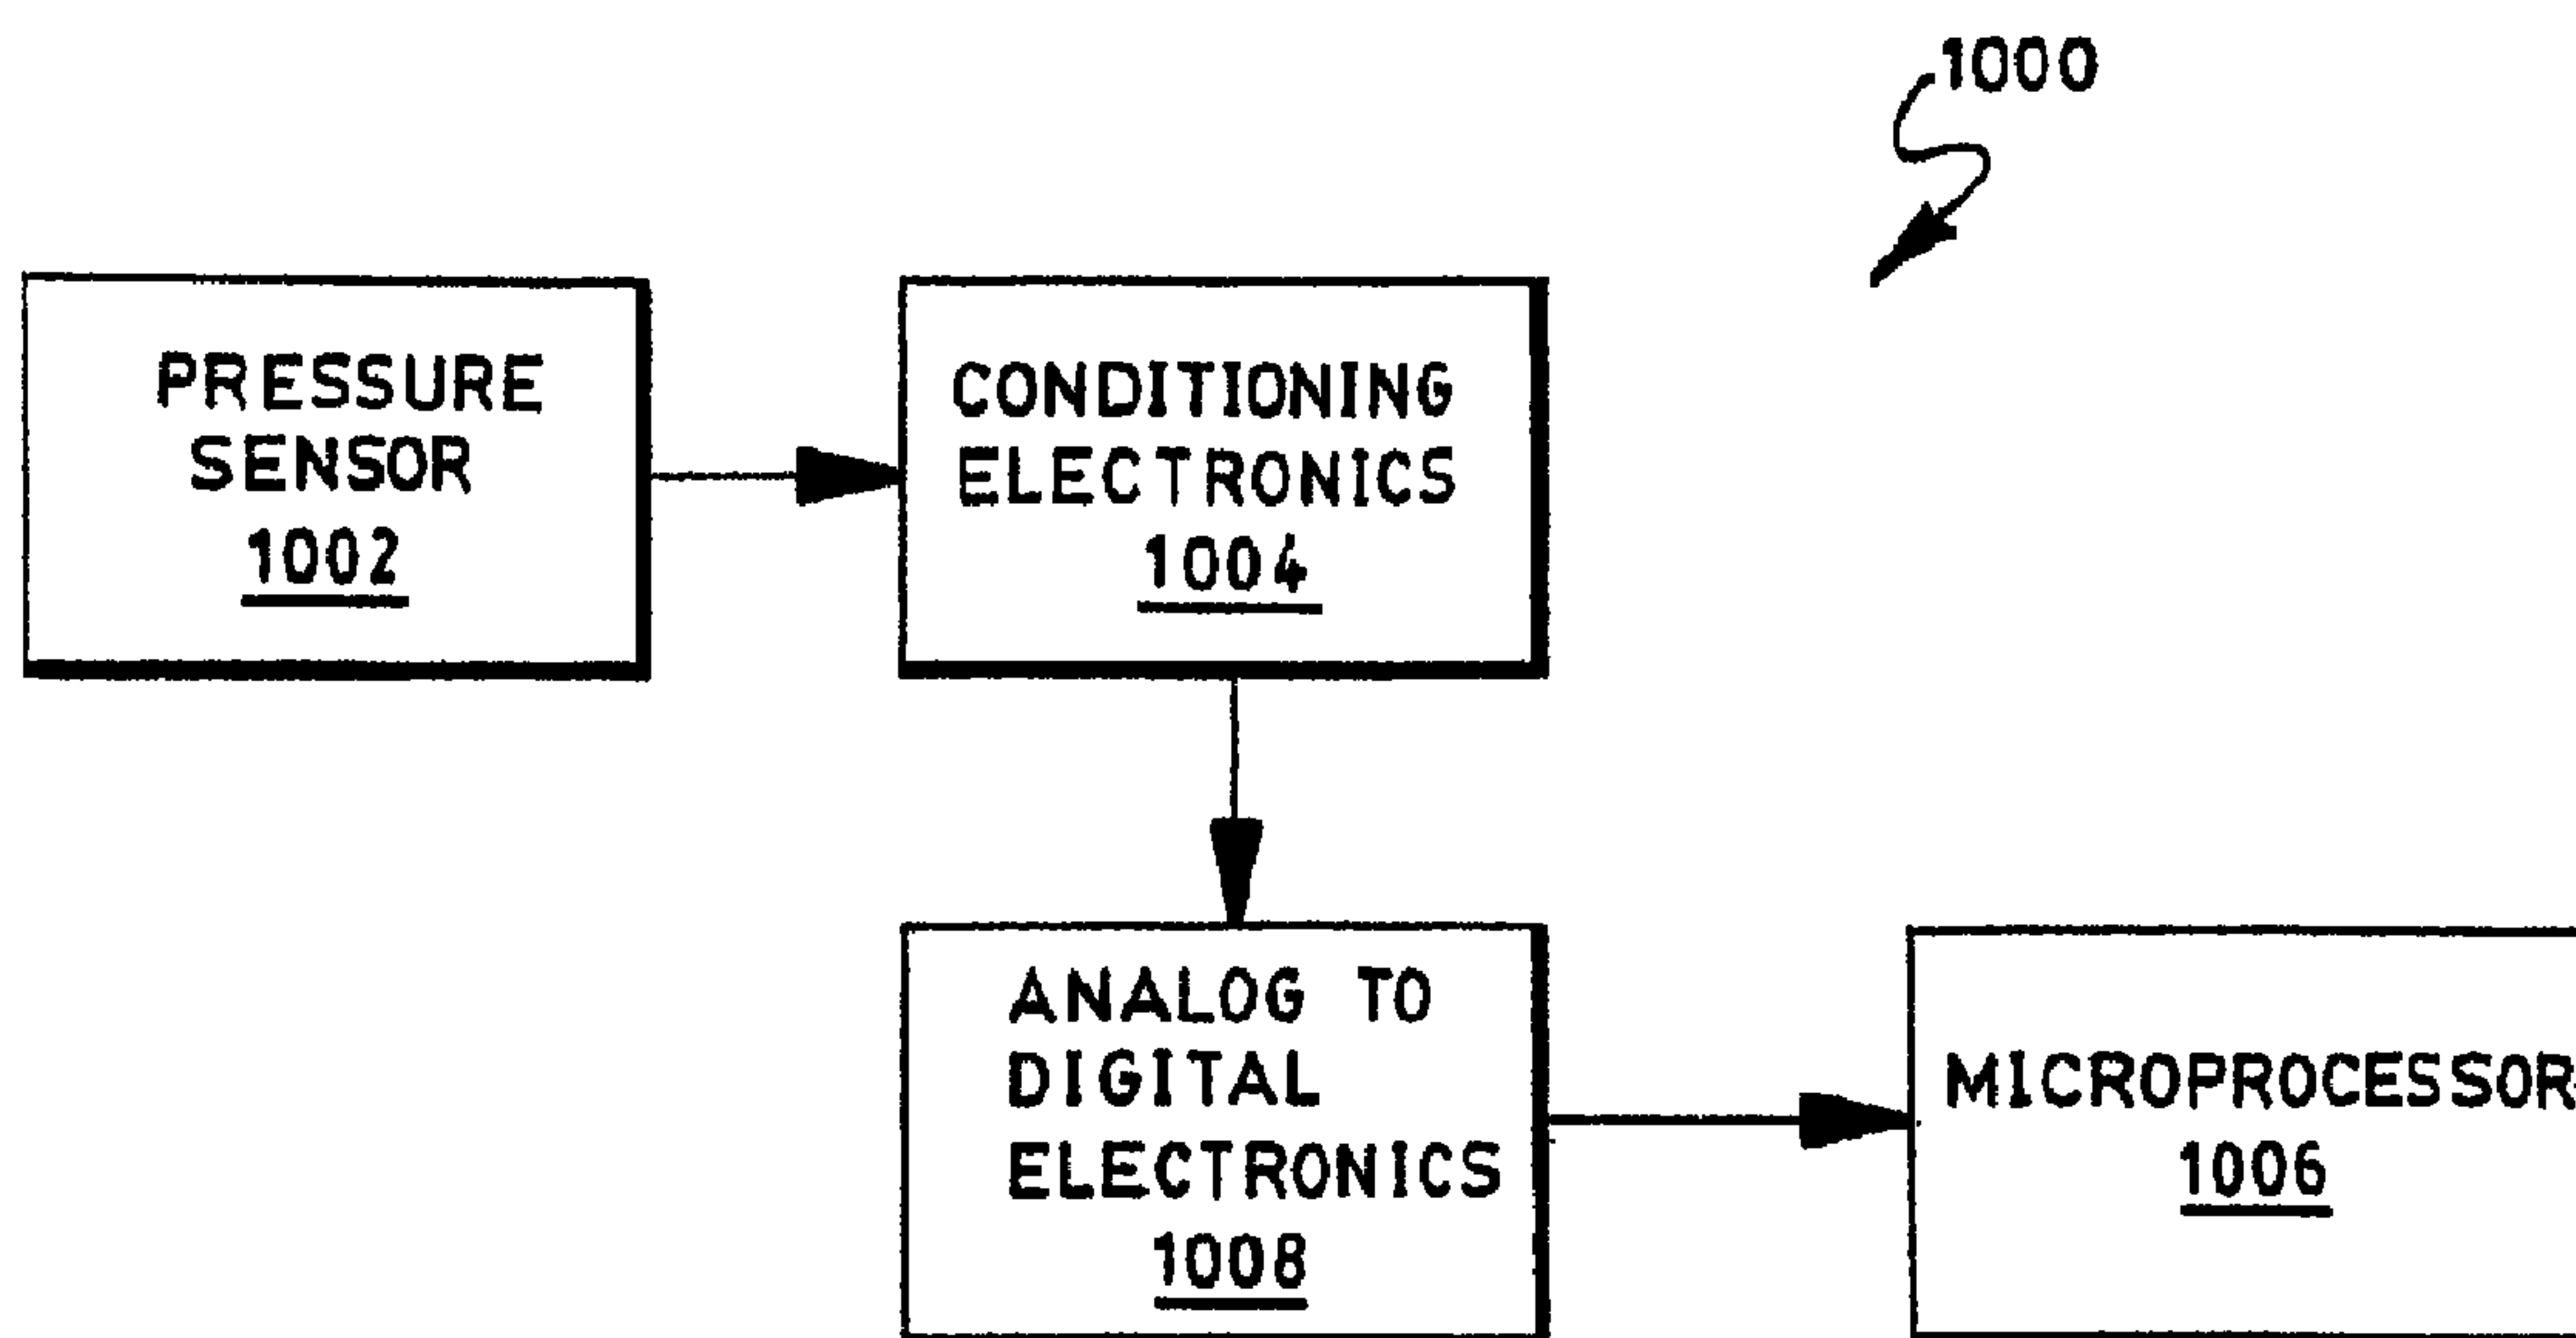 1000
PRESSURE
SENSOR
1002
CONDITIONING
ELECTRONICS
1004
ANALOG TO
DIGITAL
ELECTRONICS
1008
MICROPROCESSOR
1006